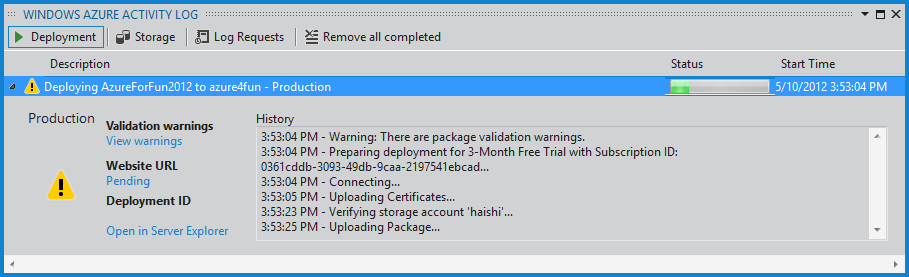 WINDOWS AZURE ACTIVITY LOG
Deployment Storage Log Requests Remove all completed
Description Status Start Time
Deploying AzureForFun2012 to azure4fun - Production 5/10/2012 3:53:04 PM
Production
Validation warnings
View warnings
Website URL
Pending
Deployment ID
Open in Server Explorer
History
3:53:04 PM - Warning: There are package validation warnings.
3:53:04 PM - Preparing deployment for 3-Month Free Trial with Subscription ID:
0361cddb-3093-49db-9caa-2197541ebcad...
3:53:04 PM - Connecting...
3:53:05 PM - Uploading Certificates...
3:53:23 PM - Verifying storage account 'haishi'...
3:53:25 PM - Uploading Package...